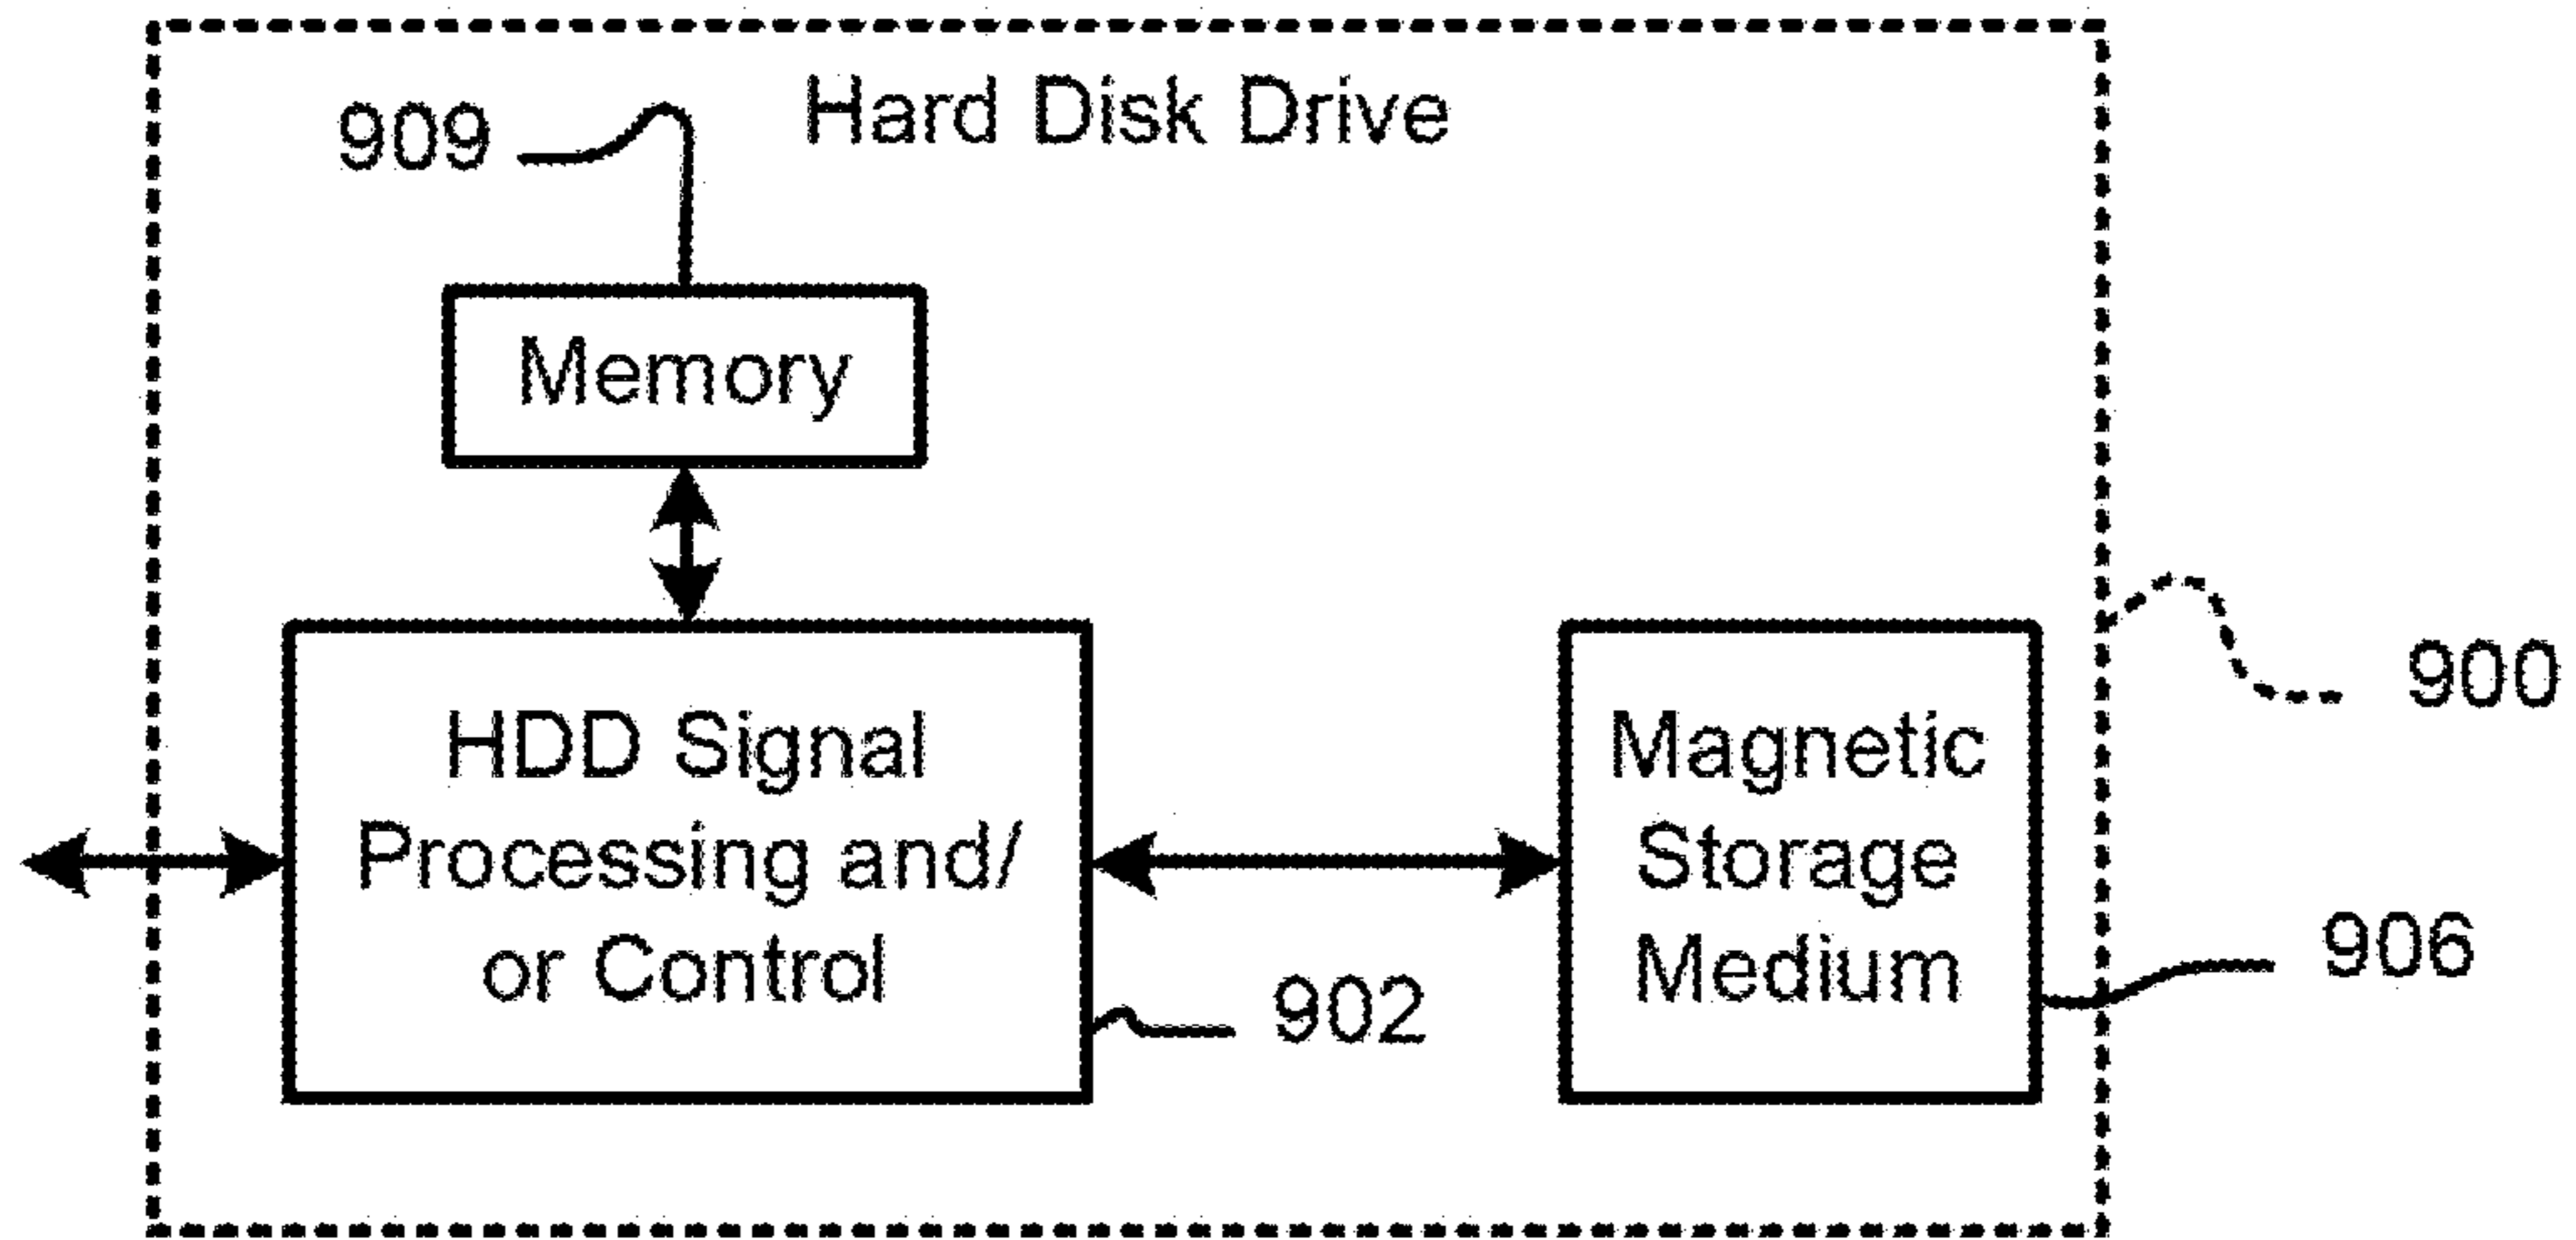 Hard Disk Drive
909
Memory
HDD Signal
Processing and/
or Control
902
Magnetic
Storage
Medium
900
906